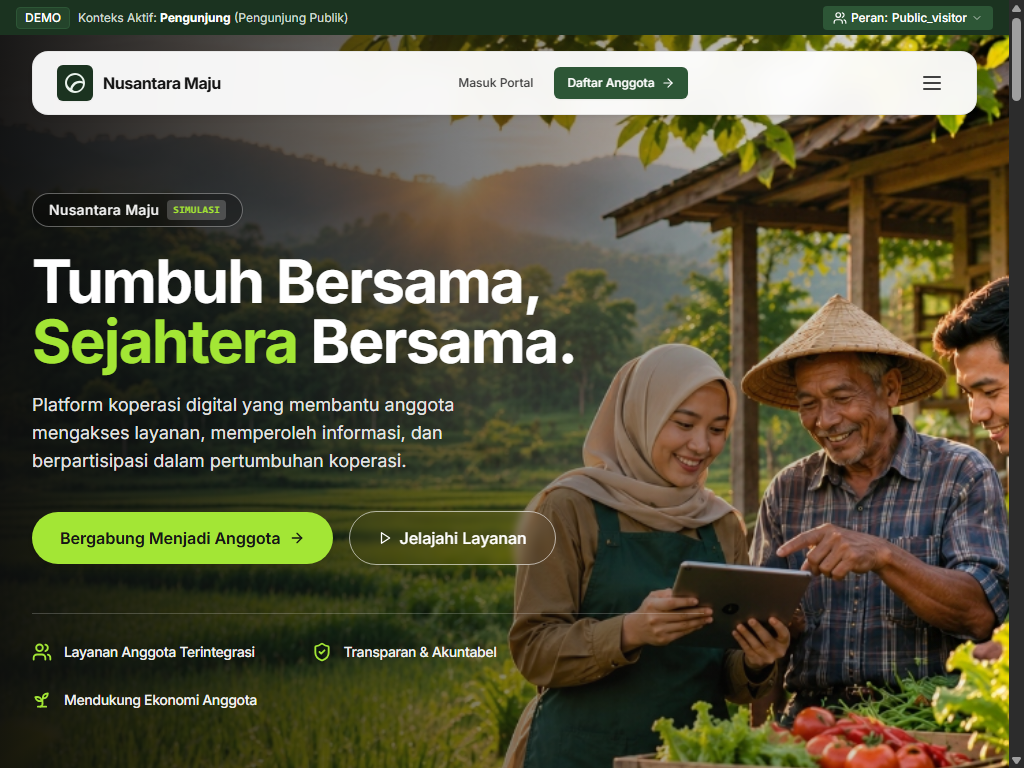 DEMO Konteks Aktif: Pengunjung (Pengunjung Publik) Peran: Public_visitor
Nusantara Maju Masuk Portal Daftar Anggota
Nusantara Maju SIMULASI
Tumbuh Bersama,
Sejahtera Bersama.
Platform koperasi digital yang membantu anggota
mengakses layanan, memperoleh informasi, dan
berpartisipasi dalam pertumbuhan koperasi.
Bergabung Menjadi Anggota Jelajahi Layanan
Layanan Anggota Terintegrasi Transparan & Akuntabel
Mendukung Ekonomi Anggota